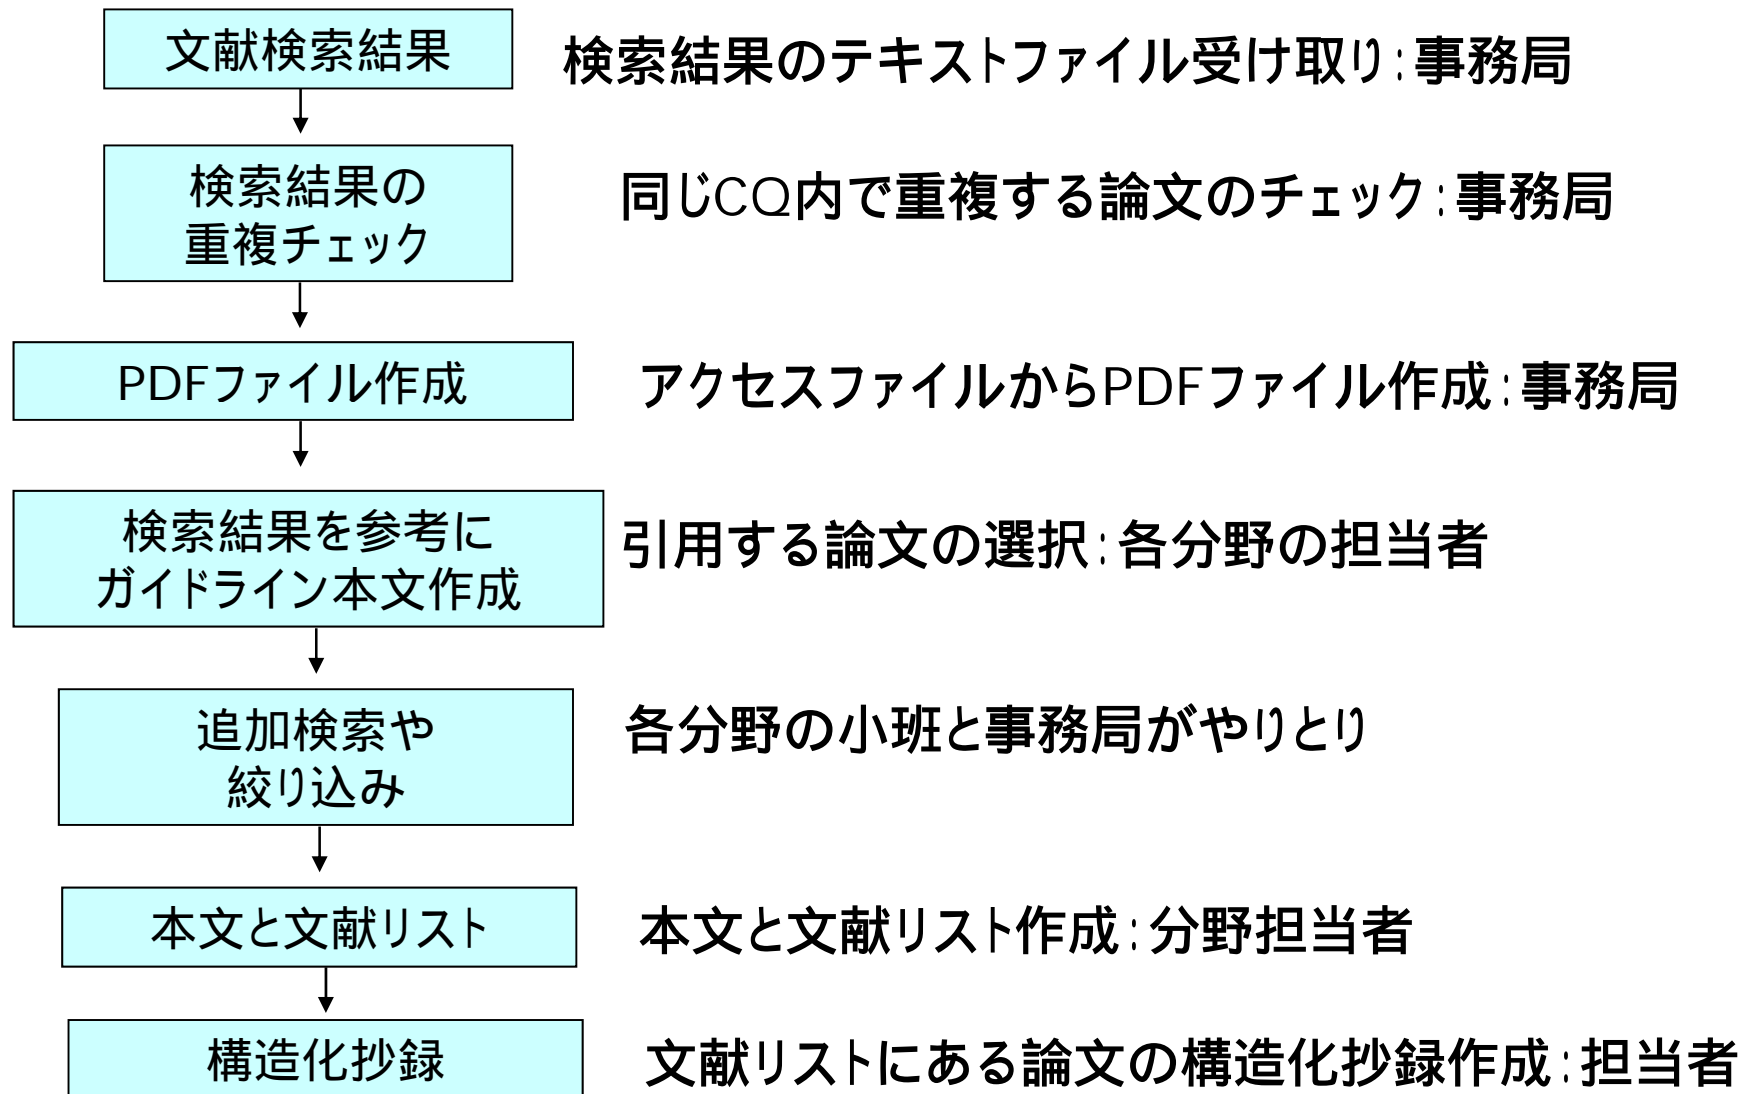 文献検索結果
検索結果のテキストファイル受け取り:事務局
検索結果の
重複チェック
同じCQ内で重複する論文のチェック:事務局
PDFファイル作成
アクセスファイルからPDFファイル作成:事務局
検索結果を参考に
ガイドライン本文作成
引用する論文の選択:各分野の担当者
追加検索や
絞り込み
各分野の小班と事務局がやりとり
本文と文献リスト
本文と文献リスト作成:分野担当者
構造化抄録
文献リストにある論文の構造化抄録作成:担当者